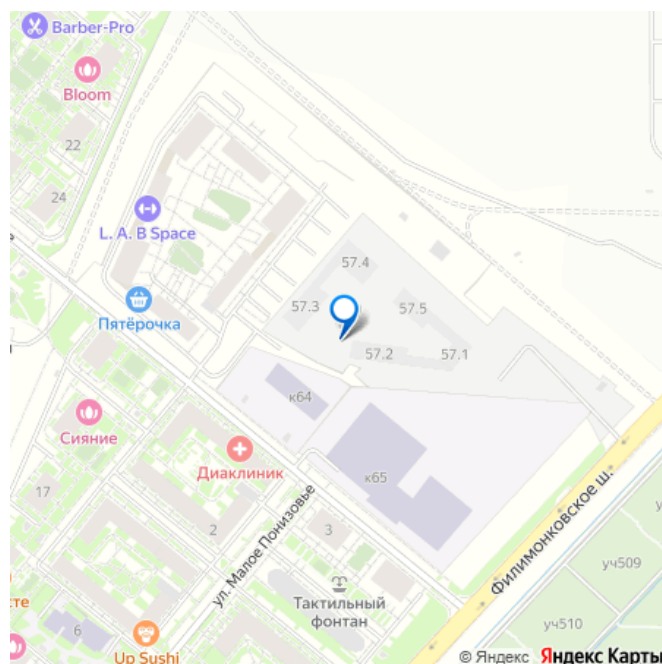 Barber-Pro
Bloom
22
24
L. A. B Space
57.4
57.3
57.5
Пятёрочка
57.2
57.1
к64
Сияние
Диаклиник
к65
17
2
ул. Малое Понизовье
3
Филимонковское ш.
уч509
Тактильный
фонтан
уч510
6
Up Sushi
© Яндекс Яндекс Карты